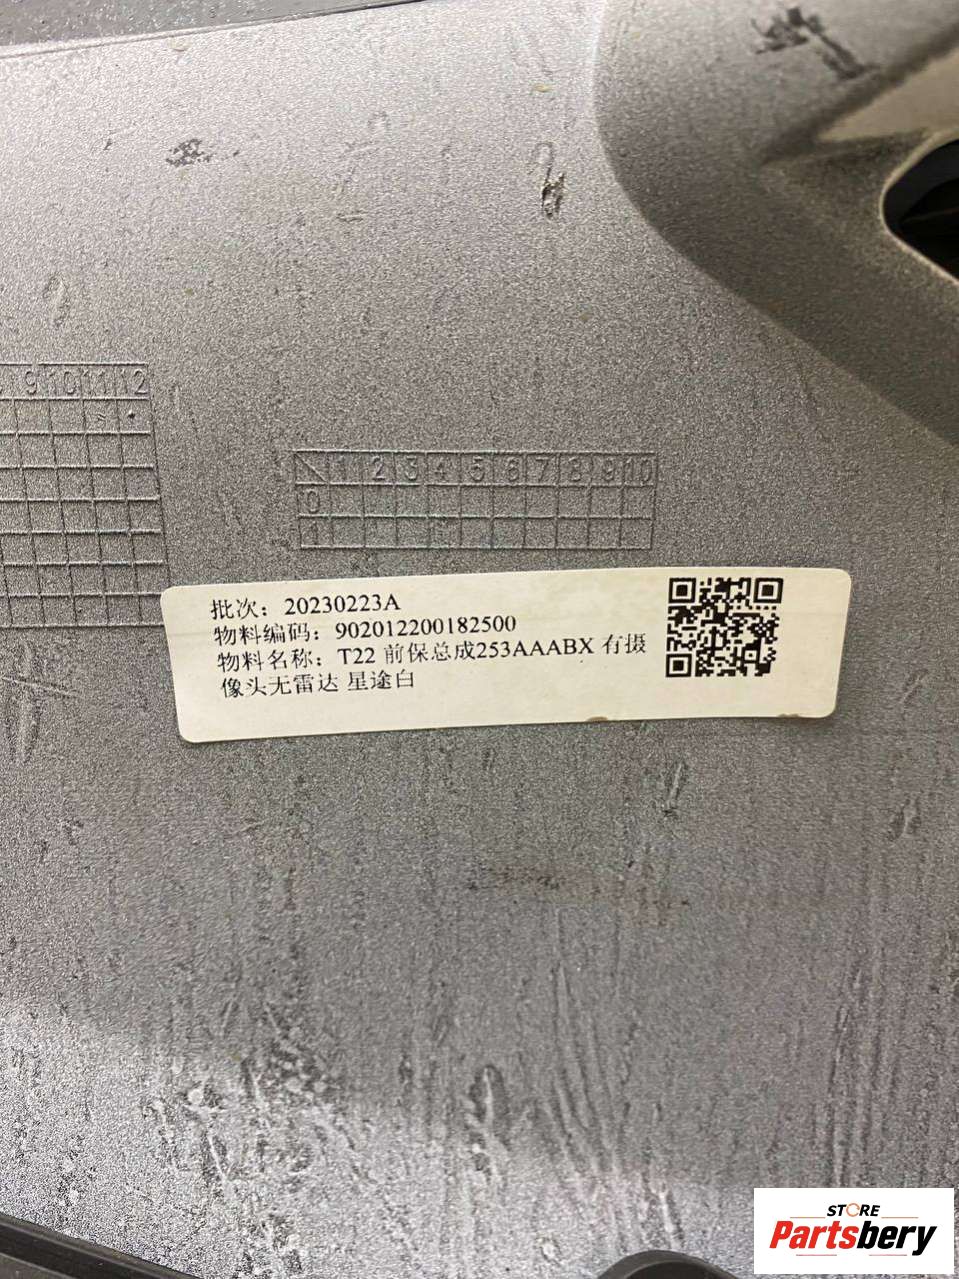 9 10 11 12
1 2 3 4 5 6 7 8 9 10
0
1
批次：20230223A
物料编码：902012200182500
物料名称：T22 前保总成253AAABX 有摄
像头无雷达 星途白
STORE
Partsbery